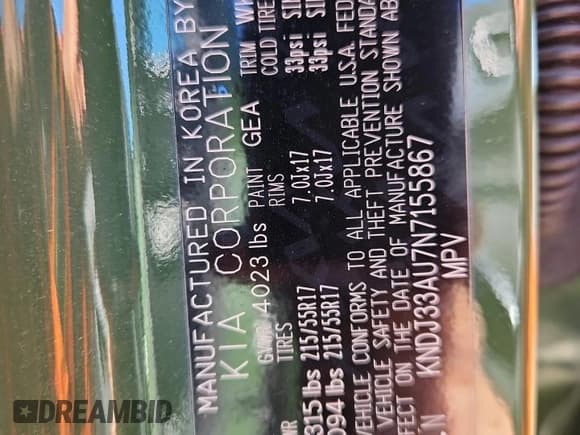 MANUFACTURED IN KOREA BY
KIA CORPORATION
GVWR 4023 lbs PAINT GEA TRIM
TIRES RIMS COLD TIRE
315 lbs 215/55R17 7.0Jx17 33psi
094 lbs 215/55R17 7.0Jx17 33psi
VEHICLE CONFORMS TO ALL APPLICABLE U.S.A. FED
VEHICLE SAFETY AND THEFT PREVENTION STANDA
FECT ON THE DATE OF MANUFACTURE SHOWN AB
KNDJ33AU7N7155867
MPV
DREAMBID